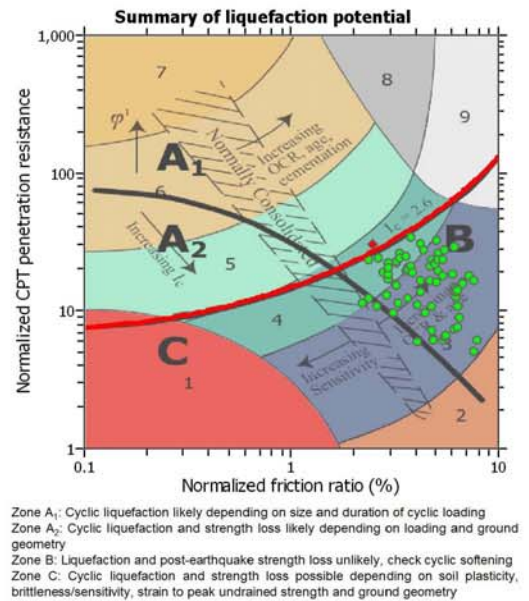 Summary of liquefaction potential
1,000
7
8
9
φ'
Increasing
OCR, age,
cementation
Normally Consolidated
A1
100
6
Ic = 2.6
A2
B
Increasing Ic
5
Normalized CPT penetration resistance
10
4
C
Increasing
Sensitivity
3
1
2
1
0.1
1
10
Normalized friction ratio (%)
Zone A1: Cyclic liquefaction likely depending on size and duration of cyclic loading
Zone A2: Cyclic liquefaction and strength loss likely depending on loading and ground
geometry
Zone B: Liquefaction and post-earthquake strength loss unlikely, check cyclic softening
Zone C: Cyclic liquefaction and strength loss possible depending on soil plasticity,
brittleness/sensitivity, strain to peak undrained strength and ground geometry